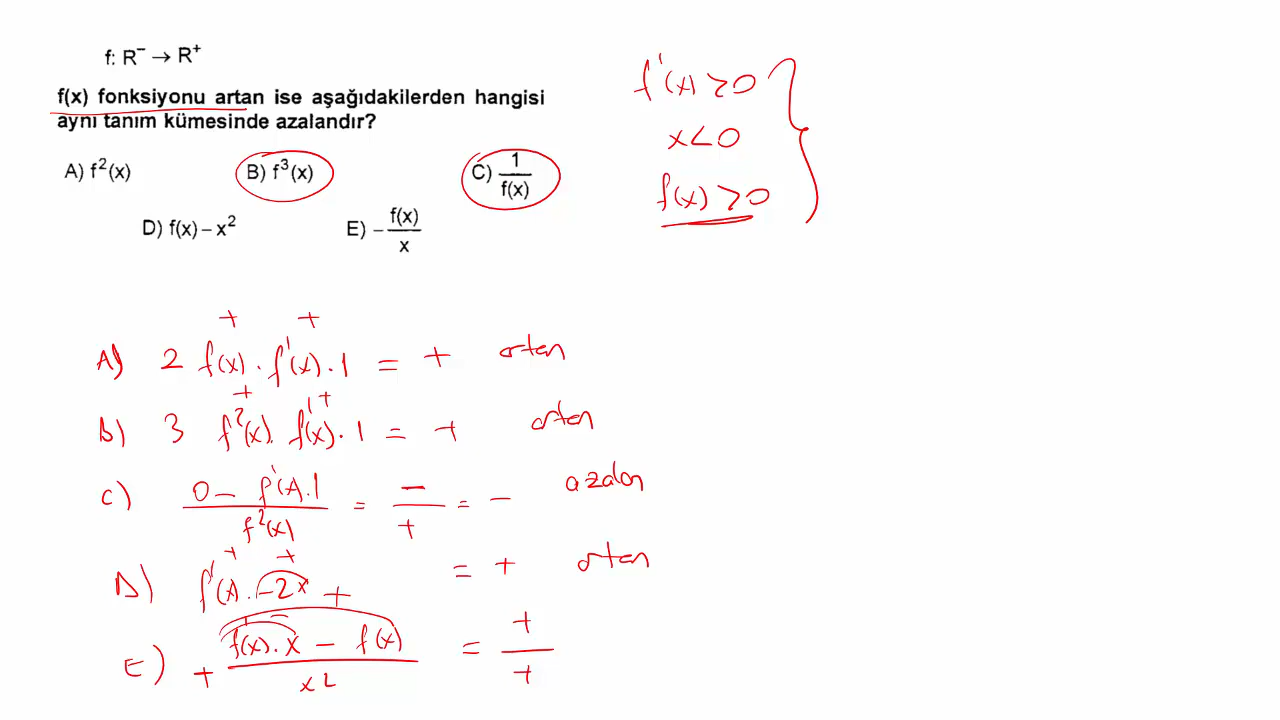 f: R⁻ → R⁺
f(x) fonksiyonu artan ise aşağıdakilerden hangisi
aynı tanım kümesinde azalandır?
A) f²(x) B) f³(x) C) 1/f(x)
D) f(x) – x² E) – f(x)/x
f'(x) > 0
x < 0
f(x) > 0
+ +
A) 2 f(x) . f'(x) . 1 = + artan
+ +
B) 3 f²(x) . f'(x) . 1 = + artan
C) 0 – f'(x) . 1 / f²(x) = – / + = – azalan
+ +
D) f'(x) . –2x + = + artan
E) + f'(x) . x – f(x) / x² = + / +